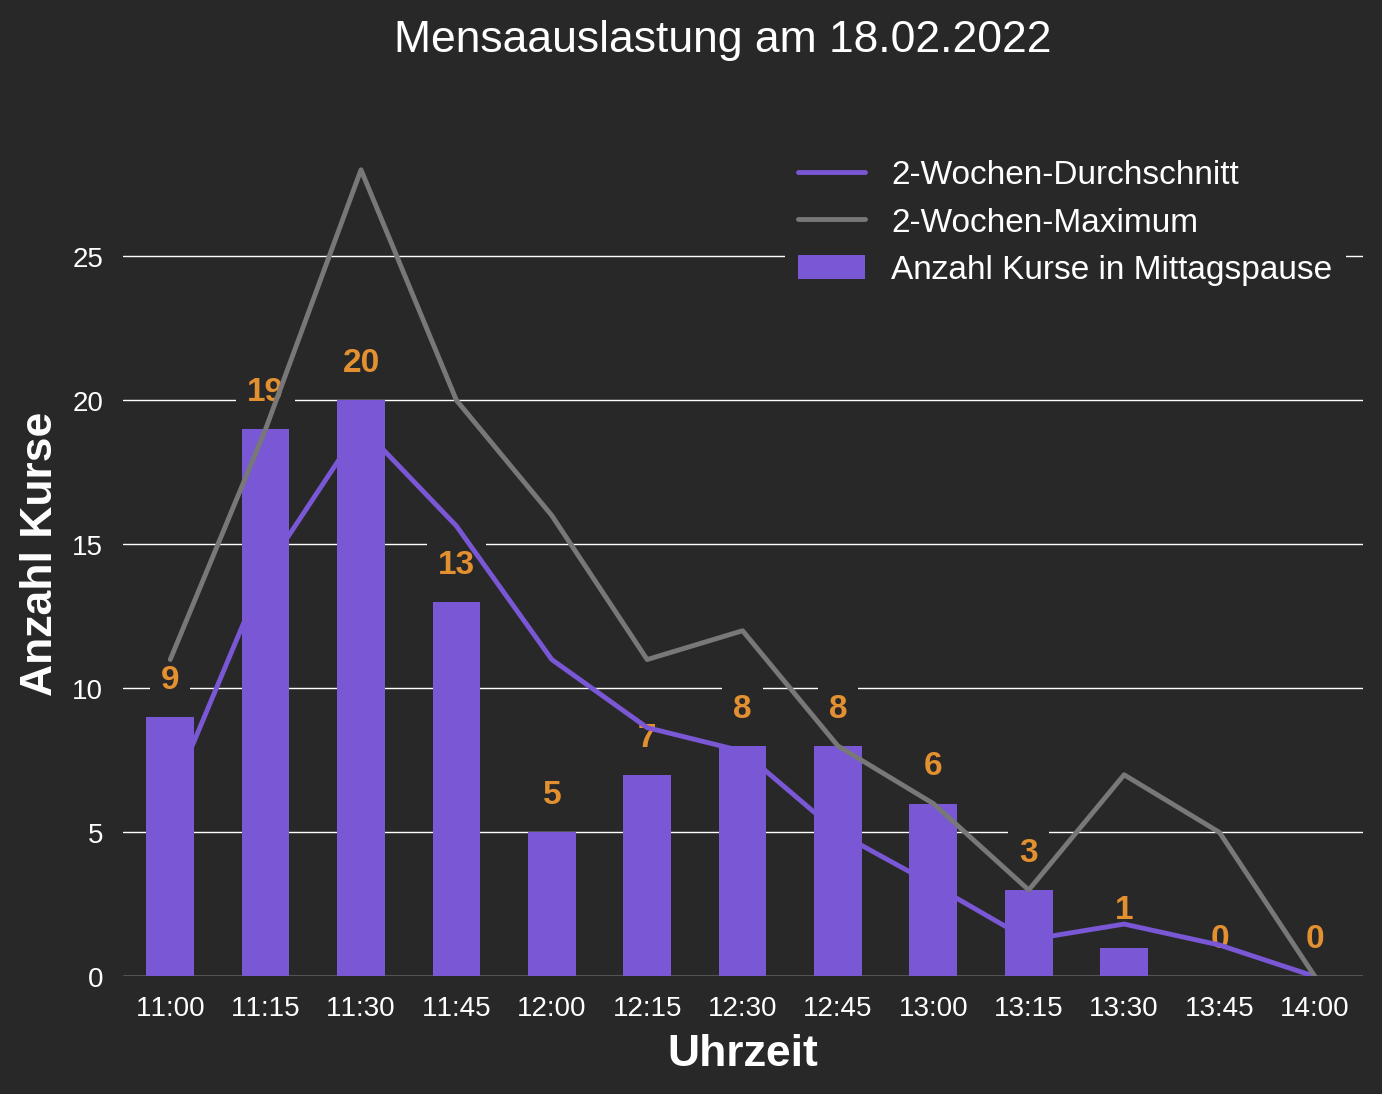 Mensaauslastung am 18.02.2022
2-Wochen-Durchschnitt
2-Wochen-Maximum
Anzahl Kurse in Mittagspause
Anzahl Kurse
25
20
15
10
5
0
9
19
20
13
5
7
8
8
6
3
1
0
0
11:00 11:15 11:30 11:45 12:00 12:15 12:30 12:45 13:00 13:15 13:30 13:45 14:00
Uhrzeit